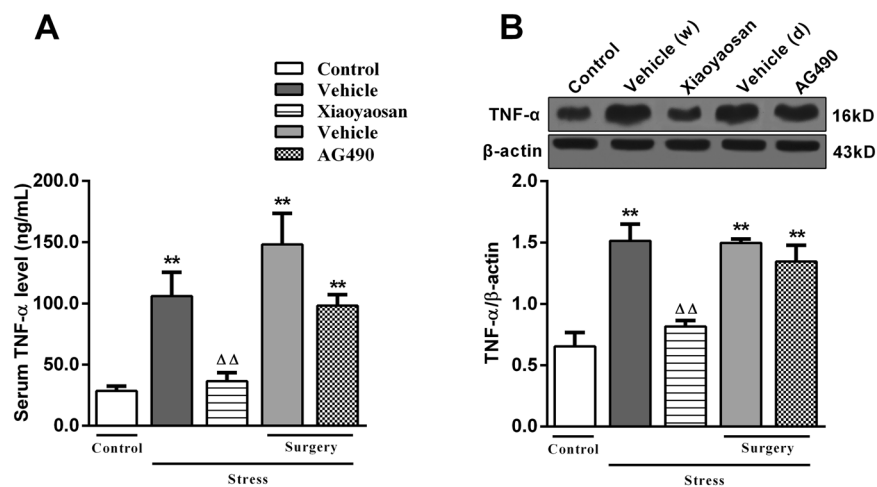 A
Control
Vehicle
Xiaoyaosan
Vehicle
AG490
Serum TNF-α level (ng/mL)
200.0
150.0
100.0
50.0
0.0
**
ΔΔ
**
**
Control
Surgery
Stress
B
Control
Vehicle (w)
Xiaoyaosan
Vehicle (d)
AG490
TNF-α
16kD
β-actin
43kD
TNF-α/β-actin
2.0
1.5
1.0
0.5
0.0
**
ΔΔ
**
**
Control
Surgery
Stress